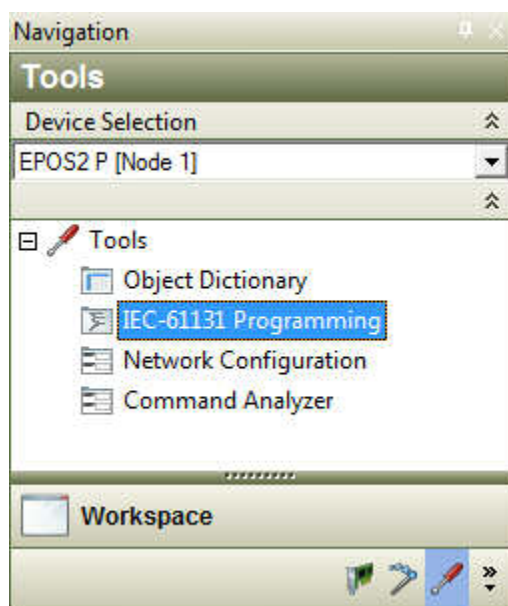 Navigation
Tools
Device Selection
EPOS2 P [Node 1]
Tools
Object Dictionary
IEC-61131 Programming
Network Configuration
Command Analyzer
Workspace